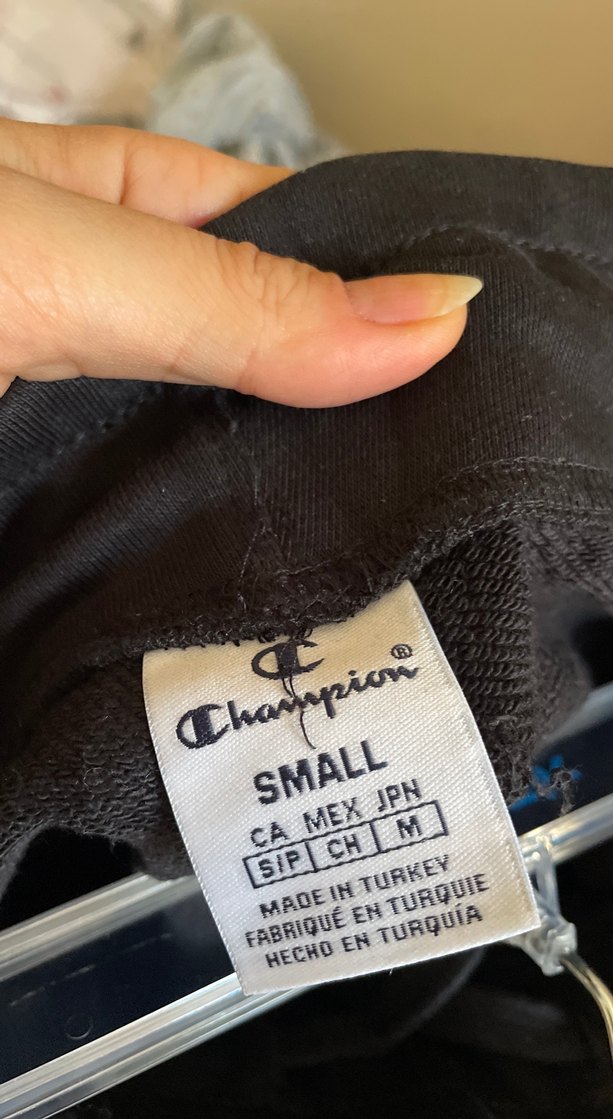 Champion®
SMALL
CA MEX JPN
S/P CH M
MADE IN TURKEY
FABRIQUÉ EN TURQUIE
HECHO EN TURQUÍA